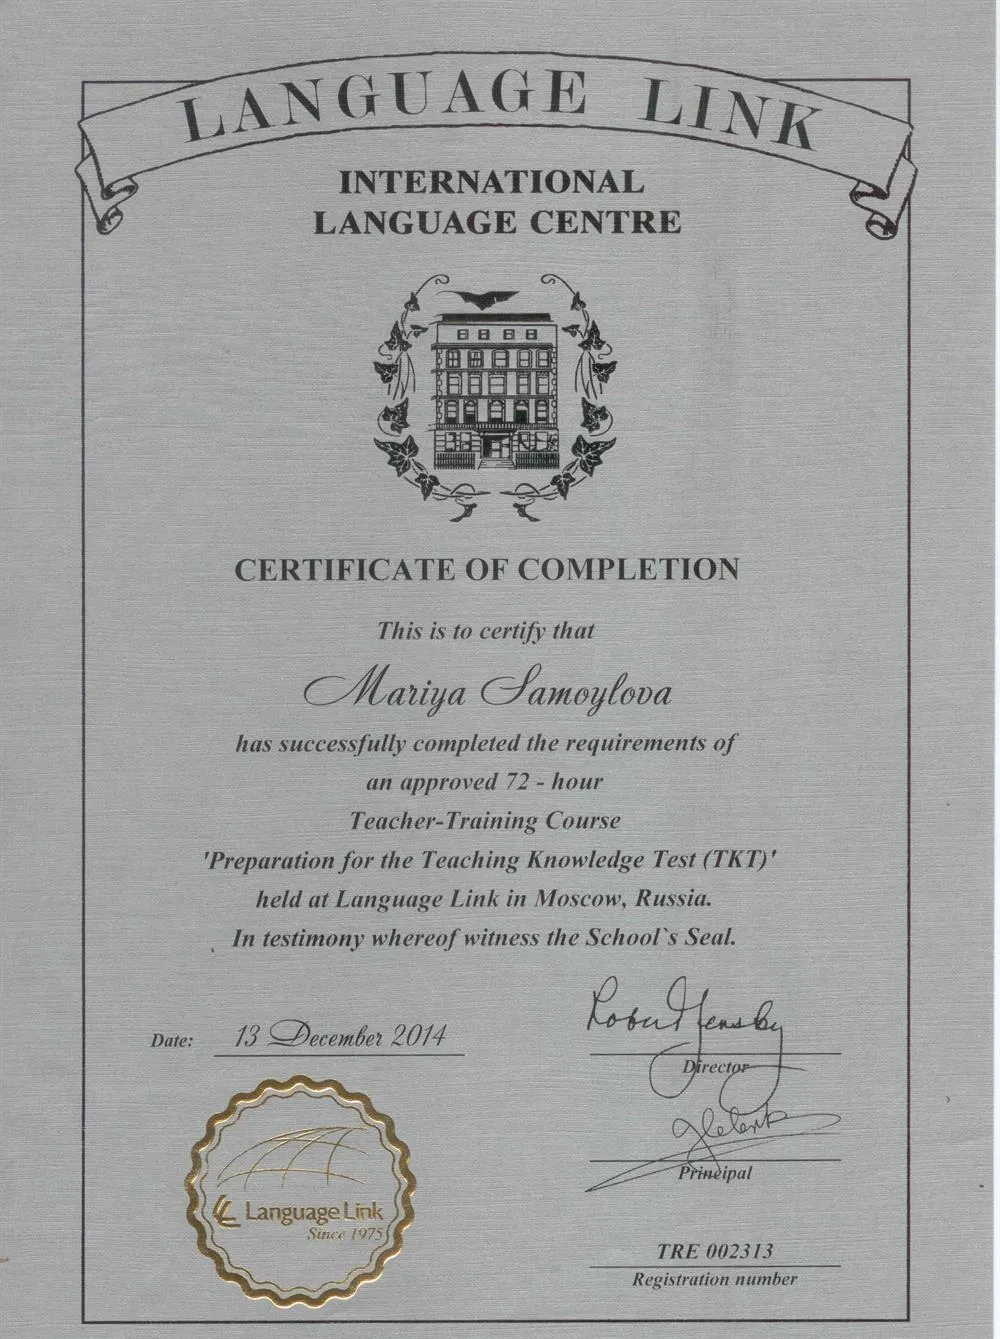 LANGUAGE LINK
INTERNATIONAL
LANGUAGE CENTRE
CERTIFICATE OF COMPLETION
This is to certify that
Mariya Samoylova
has successfully completed the requirements of
an approved 72 - hour
Teacher-Training Course
'Preparation for the Teaching Knowledge Test (TKT)'
held at Language Link in Moscow, Russia.
In testimony whereof witness the School`s Seal.
Date: 13 December 2014
Director
Principal
LL Language Link
Since 1975
TRE 002313
Registration number